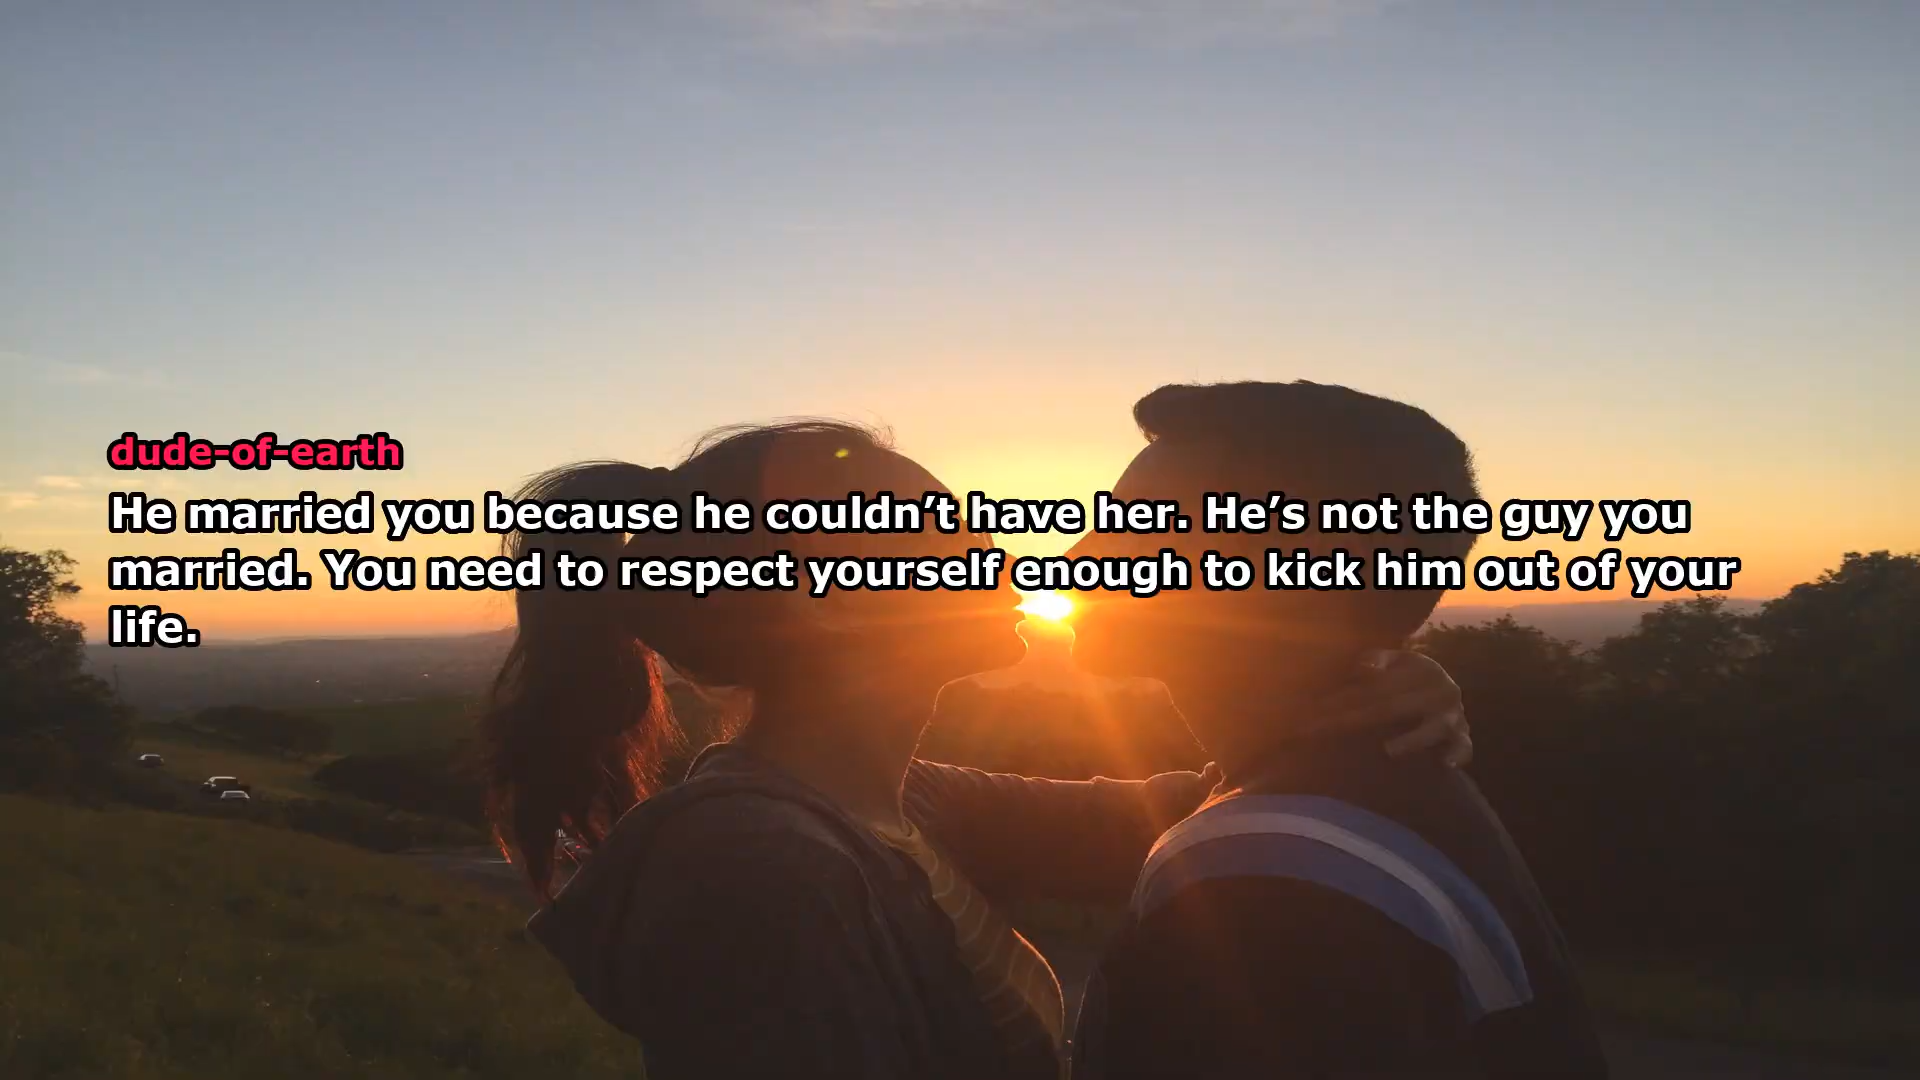 dude-of-earth
He married you because he couldn’t have her. He’s not the guy you
married. You need to respect yourself enough to kick him out of your
life.